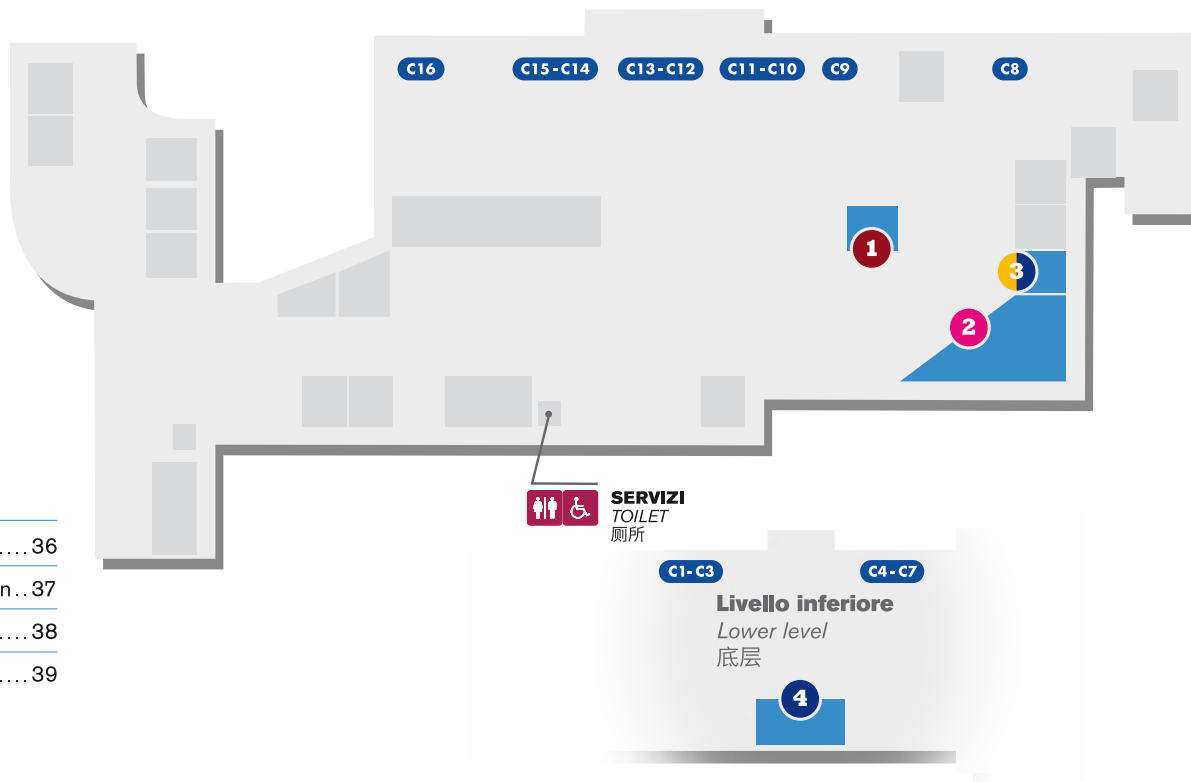 C16
C15-C14
C13-C12
C11-C10
C9
C8
1
3
2
SERVIZI
TOILET
厕所
....36
n..37
....38
....39
C1-C3
C4-C7
Livello inferiore
Lower level
底层
4